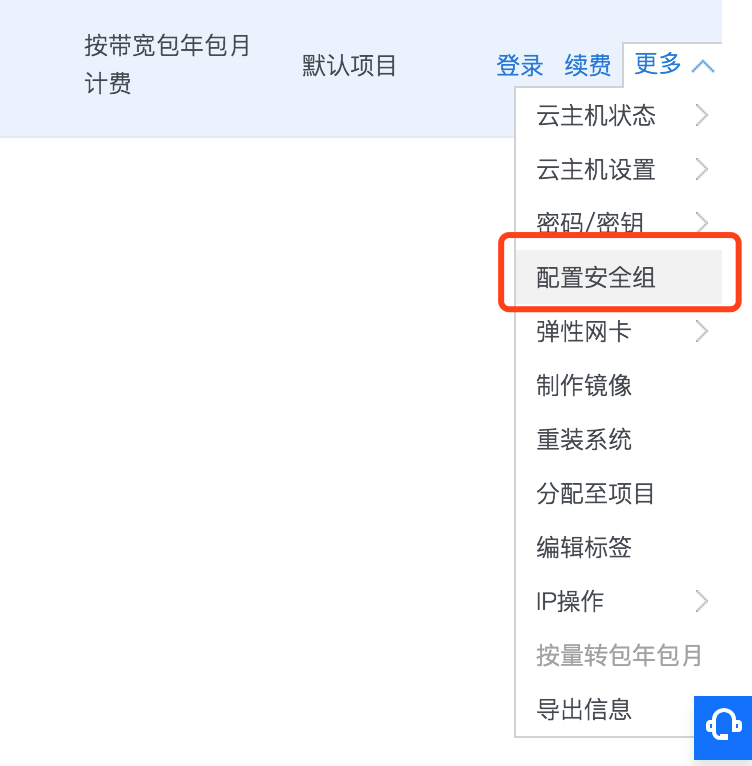 按带宽包年包月
计费
默认项目
登录 续费 更多
云主机状态
云主机设置
密码/密钥
配置安全组
弹性网卡
制作镜像
重装系统
分配至项目
编辑标签
IP操作
按量转包年包月
导出信息